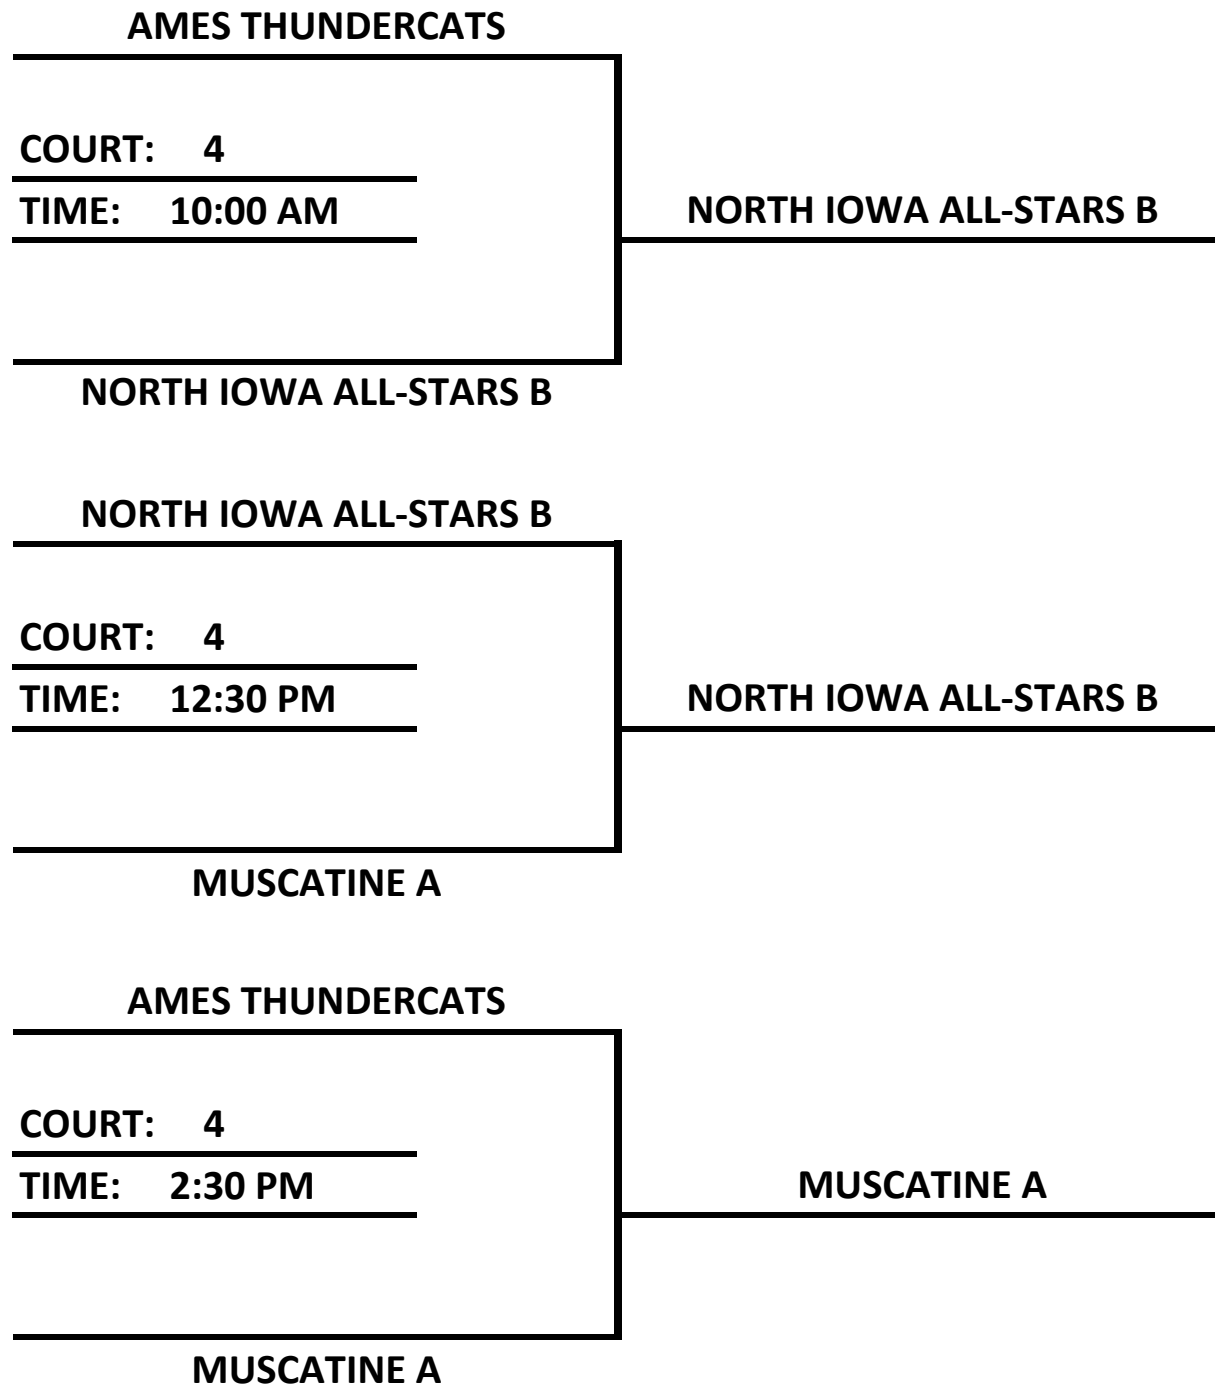 AMES THUNDERCATS
COURT: 4
TIME: 10:00 AM
NORTH IOWA ALL-STARS B
NORTH IOWA ALL-STARS B
NORTH IOWA ALL-STARS B
COURT: 4
TIME: 12:30 PM
NORTH IOWA ALL-STARS B
MUSCATINE A
AMES THUNDERCATS
COURT: 4
TIME: 2:30 PM
MUSCATINE A
MUSCATINE A